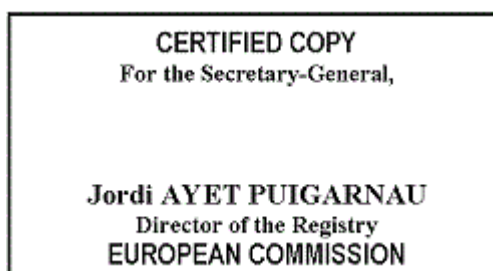 CERTIFIED COPY
For the Secretary-General,
Jordi AYET PUIGARNAU
Director of the Registry
EUROPEAN COMMISSION